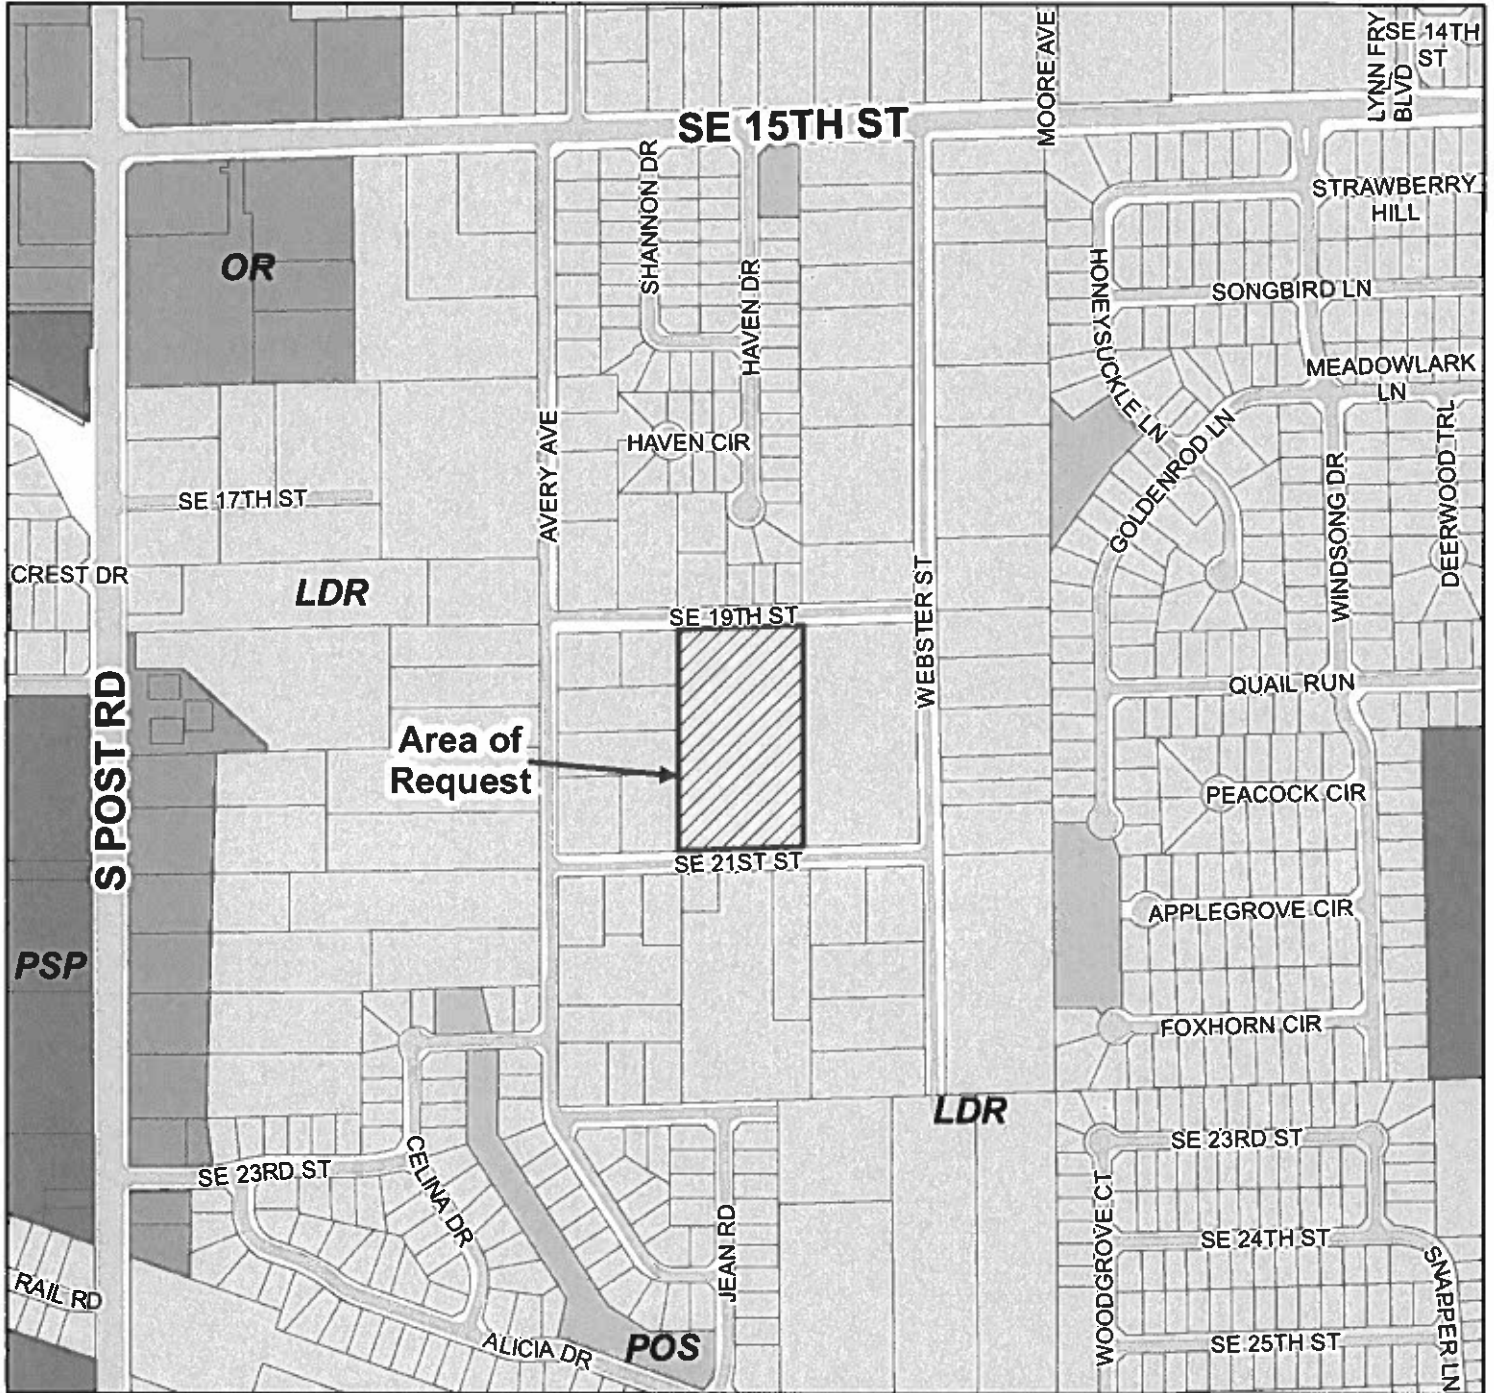 MOORE AVE
LYNN FRY
BLVD
SE 14TH
ST
SE 15TH ST
SHANNON DR
STRAWBERRY
HILL
OR
HAVEN DR
HONEYSUCKLE LN
SONGBIRD LN
MEADOWLARK
LN
AVERY AVE
HAVEN CIR
GOLDENROD LN
WINDSONG DR
DEERWOOD TRL
SE 17TH ST
CREST DR
LDR
WEBSTER ST
SE 19TH ST
S POST RD
QUAIL RUN
Area of
Request
PEACOCK CIR
SE 21ST ST
APPLEGROVE CIR
PSP
FOXHORN CIR
LDR
SE 23RD ST
SE 23RD ST
CELINA DR
WOODGROVE CT
JEAN RD
SE 24TH ST
SNAPPER LN
RAIL RD
ALICIA DR
POS
SE 25TH ST